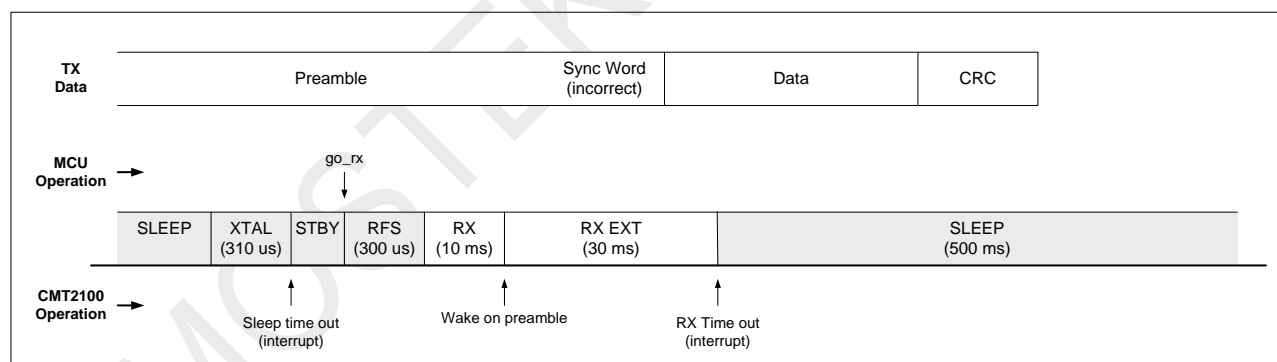 TX
Data
Preamble
Sync Word
(incorrect)
Data
CRC
MCU
Operation
go_rx
SLEEP
XTAL
(310 us)
STBY
RFS
(300 us)
RX
(10 ms)
RX EXT
(30 ms)
SLEEP
(500 ms)
CMT2100
Operation
Sleep time out
(interrupt)
Wake on preamble
RX Time out
(interrupt)
MOSTEK